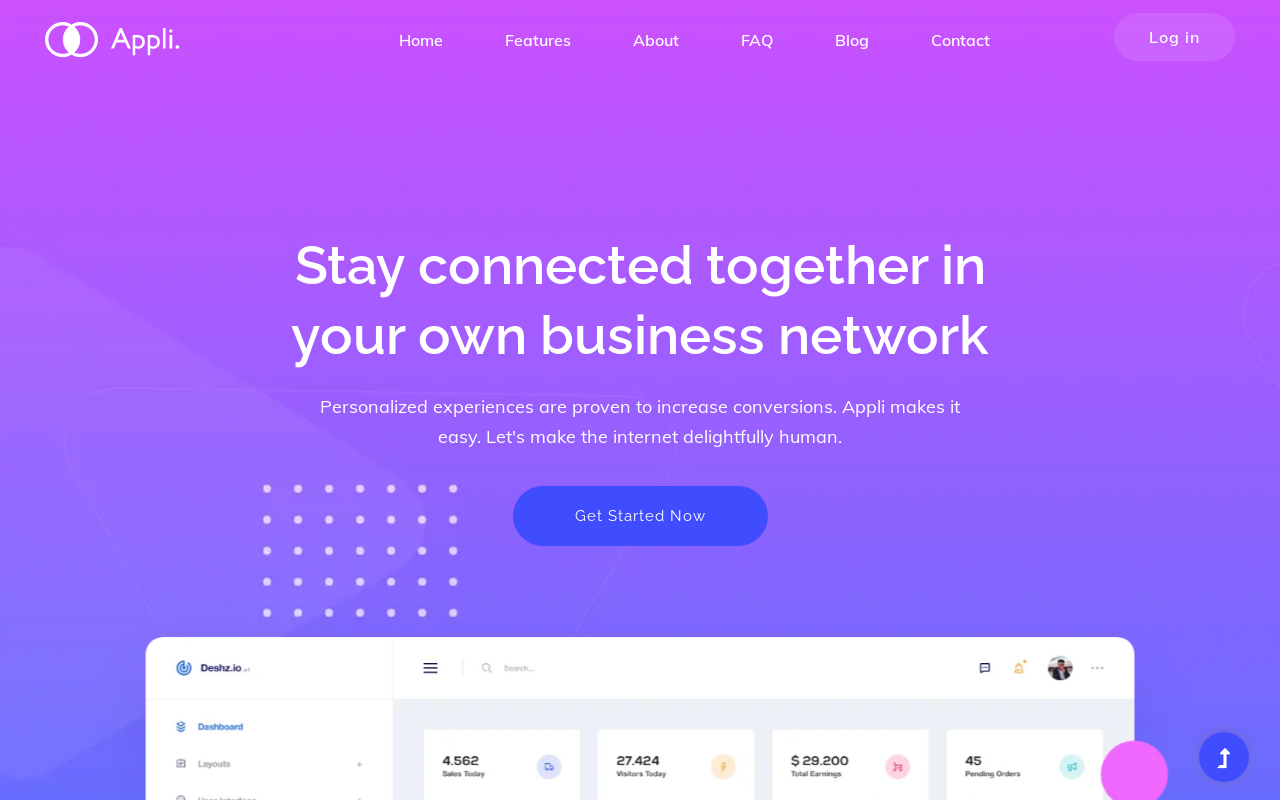 Appli.
Home
Features
About
FAQ
Blog
Contact
Log in
Stay connected together in
your own business network
Personalized experiences are proven to increase conversions. Appli makes it
easy. Let's make the internet delightfully human.
Get Started Now
Deshz.io
Search...
Dashboard
Layouts
+
User Interface
4.562
Sales Today
27.424
Visitors Today
$ 29.200
Total Earnings
45
Pending Orders